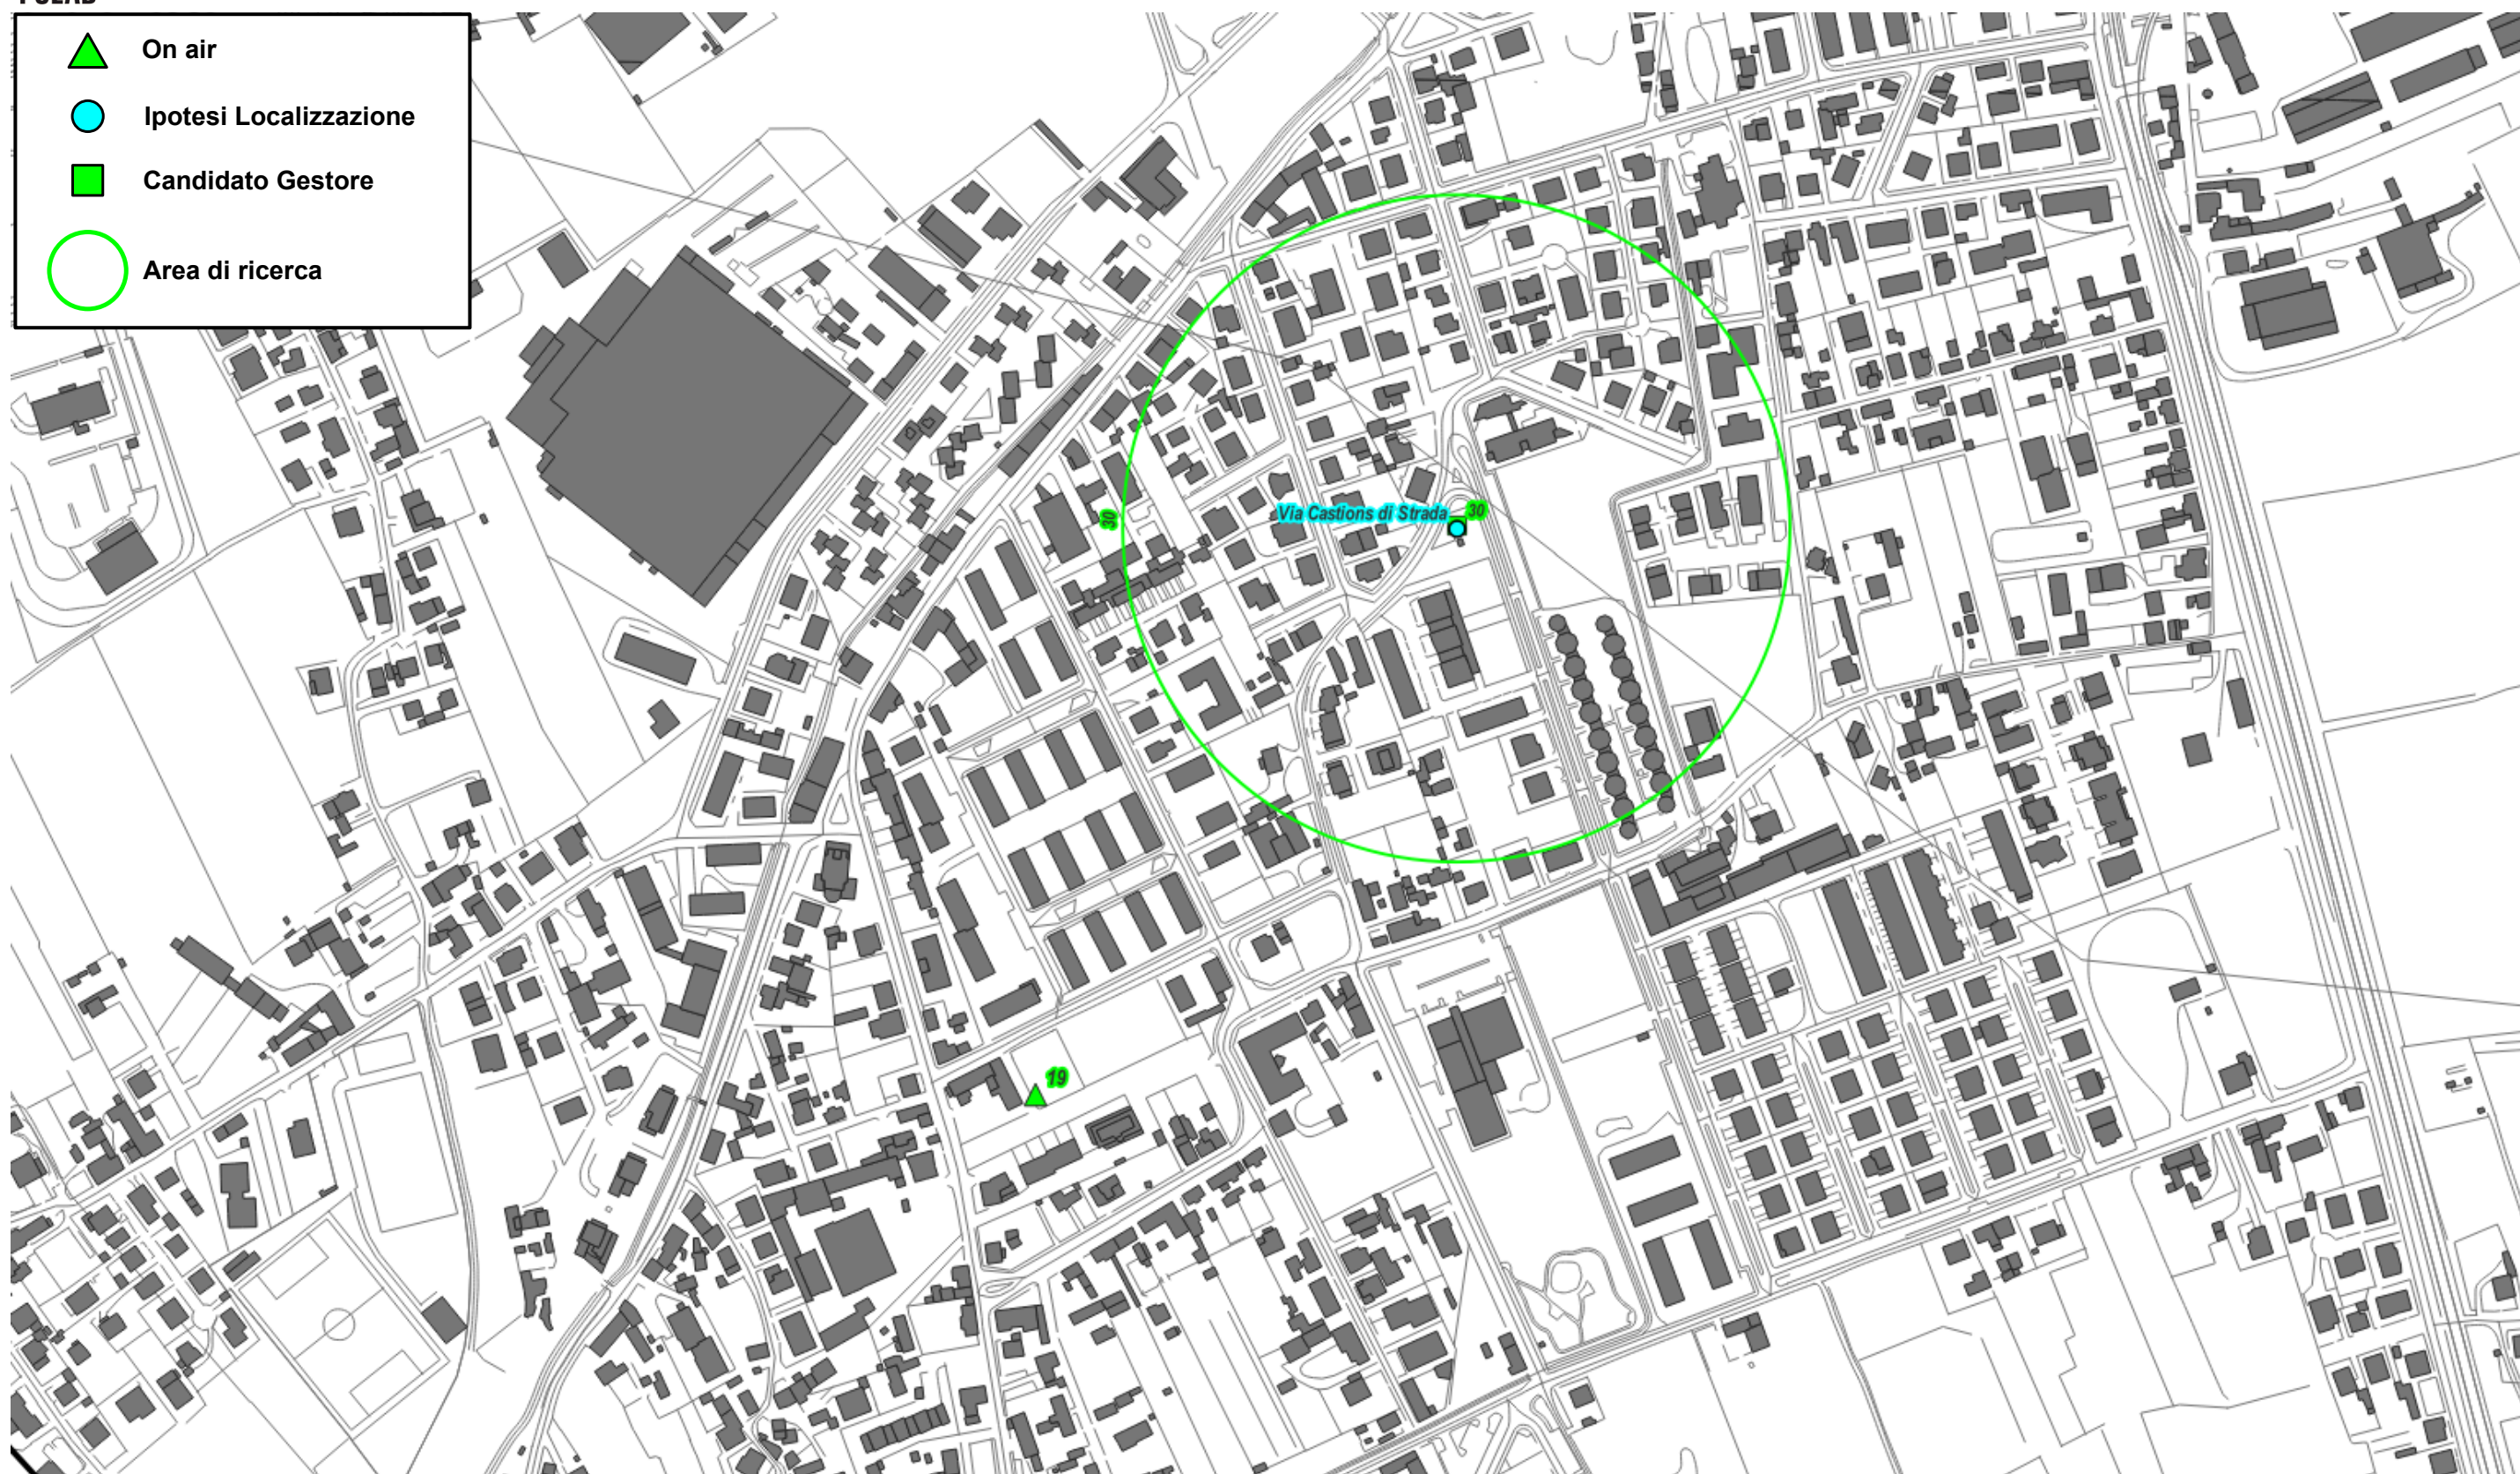 On air
Ipotesi Localizzazione
Candidato Gestore
Area di ricerca
Via Castions di Strada
30
30
19